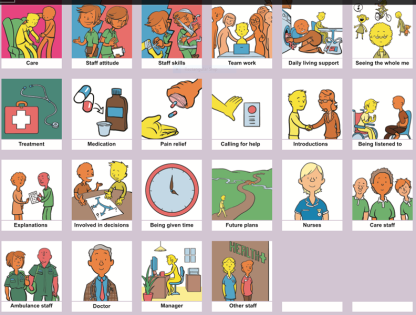 Care
Staff attitude
Staff skills
Team work
Daily living support
Seeing the whole me
Treatment
Medication
Pain relief
Calling for help
Introductions
Being listened to
Explanations
Involved in decisions
Being given time
Future plans
Nurses
Care staff
Ambulance staff
Doctor
Manager
Other staff